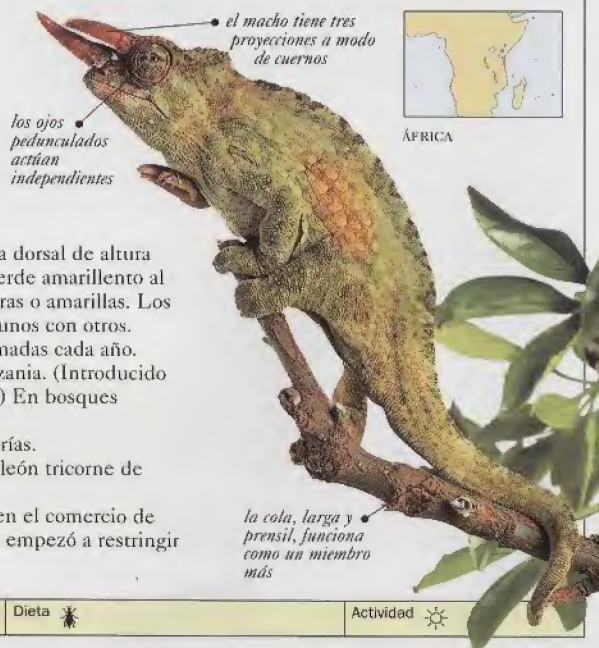 el macho tiene tres
proyecciones a modo
de cuernos
los ojos
pedunculados
actúan
independientes
ÁFRICA
a dorsal de altura
erde amarillento al
ras o amarillas. Los
unos con otros.
madas cada año.
zania. (Introducido
) En bosques
rías.
león tricorne de
en el comercio de
empezó a restringir
la cola, larga y
prensil, funciona
como un miembro
más
Dieta
Actividad